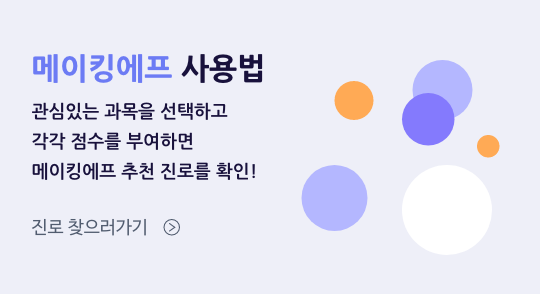 메이킹에프 사용법
관심있는 과목을 선택하고
각각 점수를 부여하면
메이킹에프 추천 진로를 확인!
진로 찾으러가기